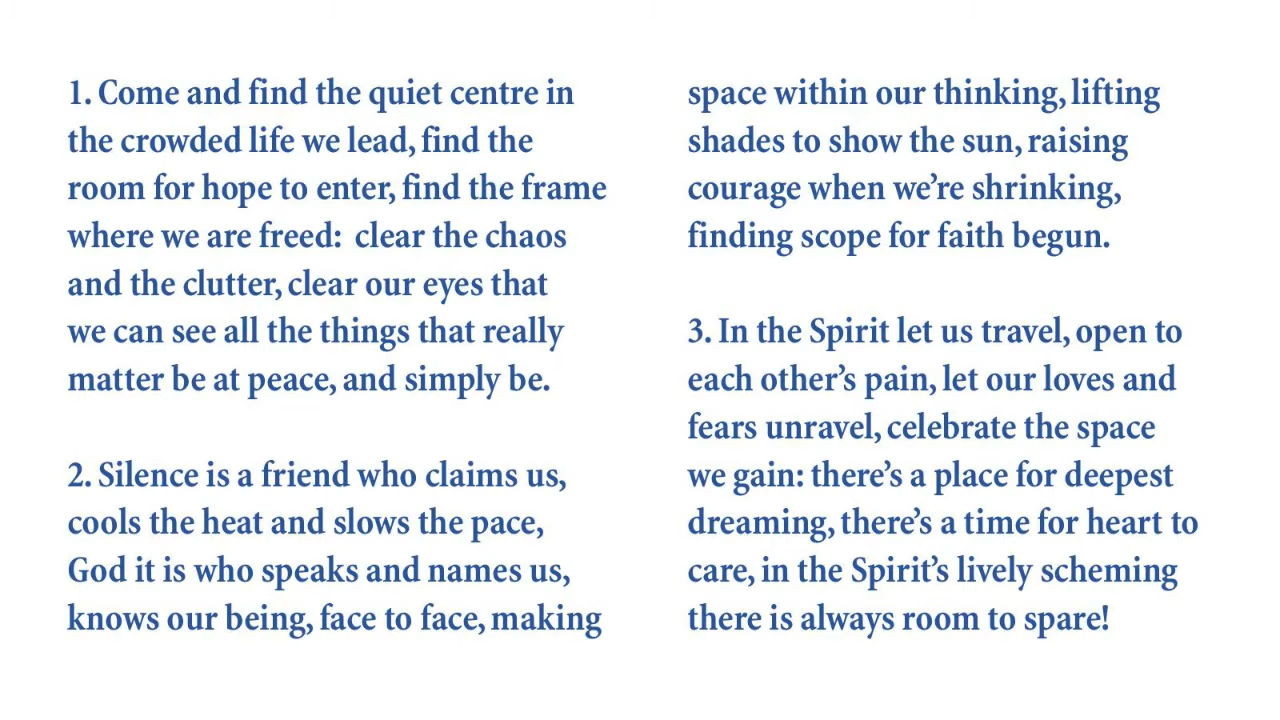 1. Come and find the quiet centre in
the crowded life we lead, find the
room for hope to enter, find the frame
where we are freed:  clear the chaos
and the clutter, clear our eyes that
we can see all the things that really
matter be at peace, and simply be.
2. Silence is a friend who claims us,
cools the heat and slows the pace,
God it is who speaks and names us,
knows our being, face to face, making
space within our thinking, lifting
shades to show the sun, raising
courage when we’re shrinking,
finding scope for faith begun.
3. In the Spirit let us travel, open to
each other’s pain, let our loves and
fears unravel, celebrate the space
we gain: there’s a place for deepest
dreaming, there’s a time for heart to
care, in the Spirit’s lively scheming
there is always room to spare!